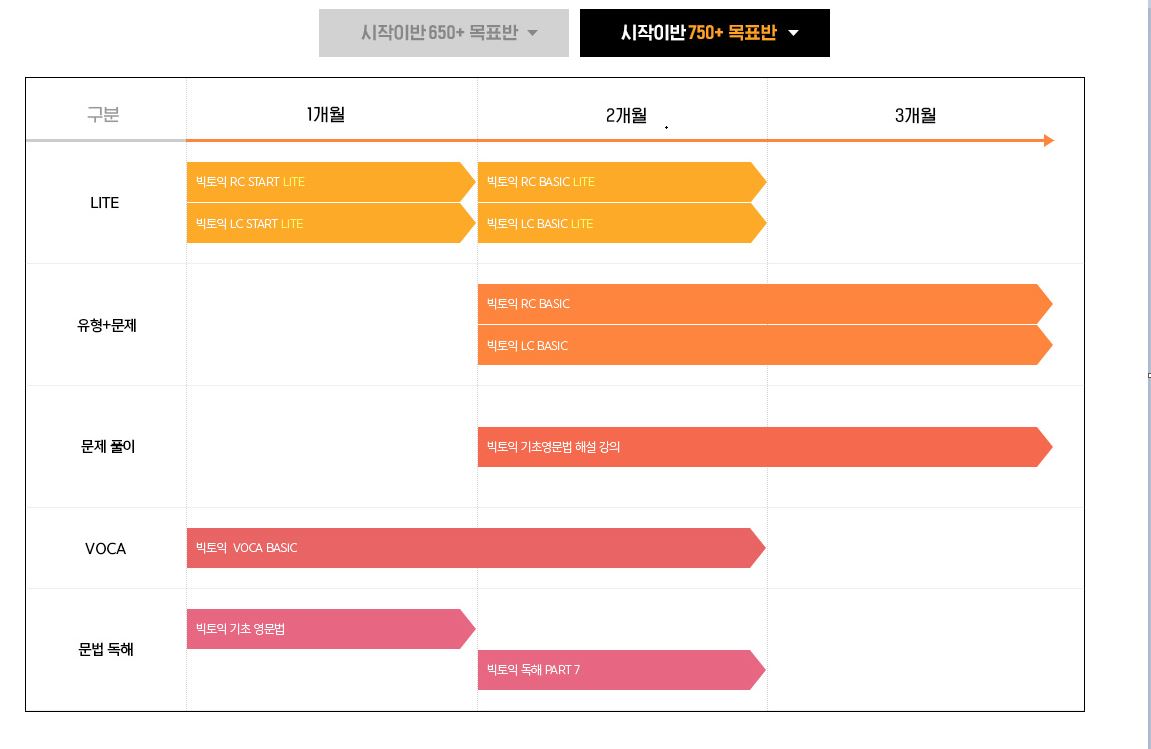 시작이반 650+ 목표반
시작이반 750+ 목표반
구분
1개월
2개월
3개월
LITE
빅토익 RC START LITE
빅토익 RC BASIC LITE
빅토익 LC START LITE
빅토익 LC BASIC LITE
유형+문제
빅토익 RC BASIC
빅토익 LC BASIC
문제 풀이
빅토익 기초영문법 해설 강의
VOCA
빅토익 VOCA BASIC
문법 독해
빅토익 기초 영문법
빅토익 독해 PART 7